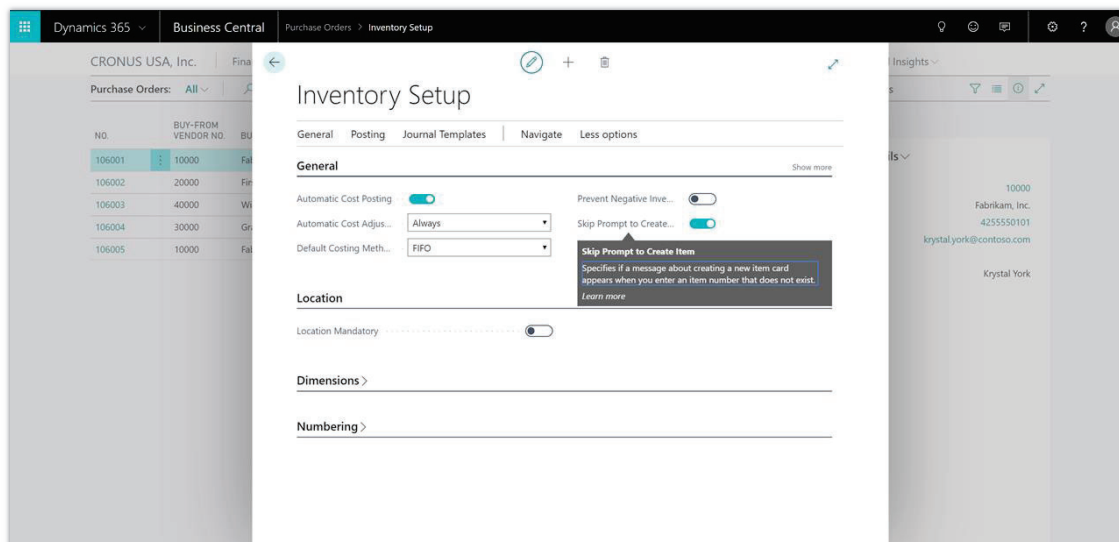 Dynamics 365 Business Central Purchase Orders > Inventory Setup ?
CRONUS USA, Inc. Fina Insights
Purchase Orders: All
Inventory Setup
General Posting Journal Templates Navigate Less options
General Show more
Automatic Cost Posting Prevent Negative Inve...
Automatic Cost Adjus... Always Skip Prompt to Create...
Default Costing Meth... FIFO
Skip Prompt to Create Item
Specifies if a message about creating a new item card
appears when you enter an item number that does not exist.
Learn more
Location
Location Mandatory
Dimensions >
Numbering >
NO. BUY-FROM VENDOR NO. BU
106001 10000 Fal
106002 20000 Fir
106003 40000 Wi
106004 30000 Gr
106005 10000 Fal
ils
10000
Fabrikam, Inc.
4255550101
krystal.york@contoso.com
Krystal York